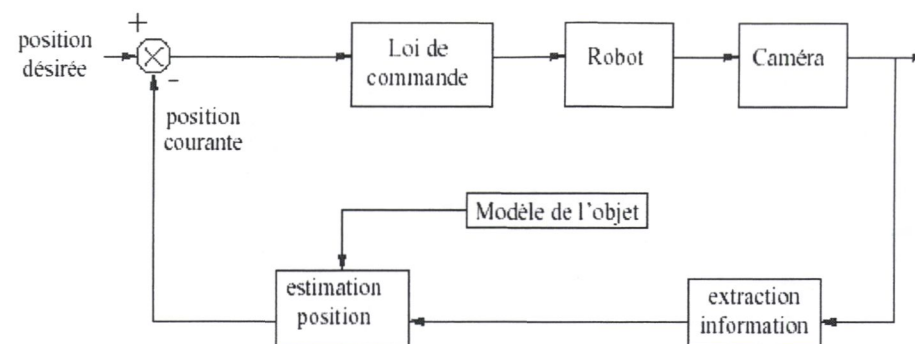 +
position
désirée
-
Loi de
commande
Robot
Caméra
position
courante
Modèle de l'objet
estimation
position
extraction
information